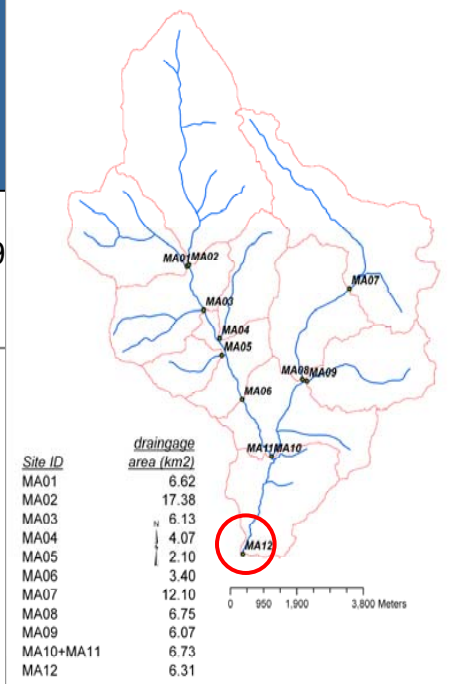 9
MA01 MA02
MA07
MA03
MA04
MA05
MA08 MA09
MA06
MA11 MA10
MA12
N
draingage
Site ID area (km2)
MA01 6.62
MA02 17.38
MA03 6.13
MA04 4.07
MA05 2.10
MA06 3.40
MA07 12.10
MA08 6.75
MA09 6.07
MA10+MA11 6.73
MA12 6.31
0 950 1,900 3,800 Meters